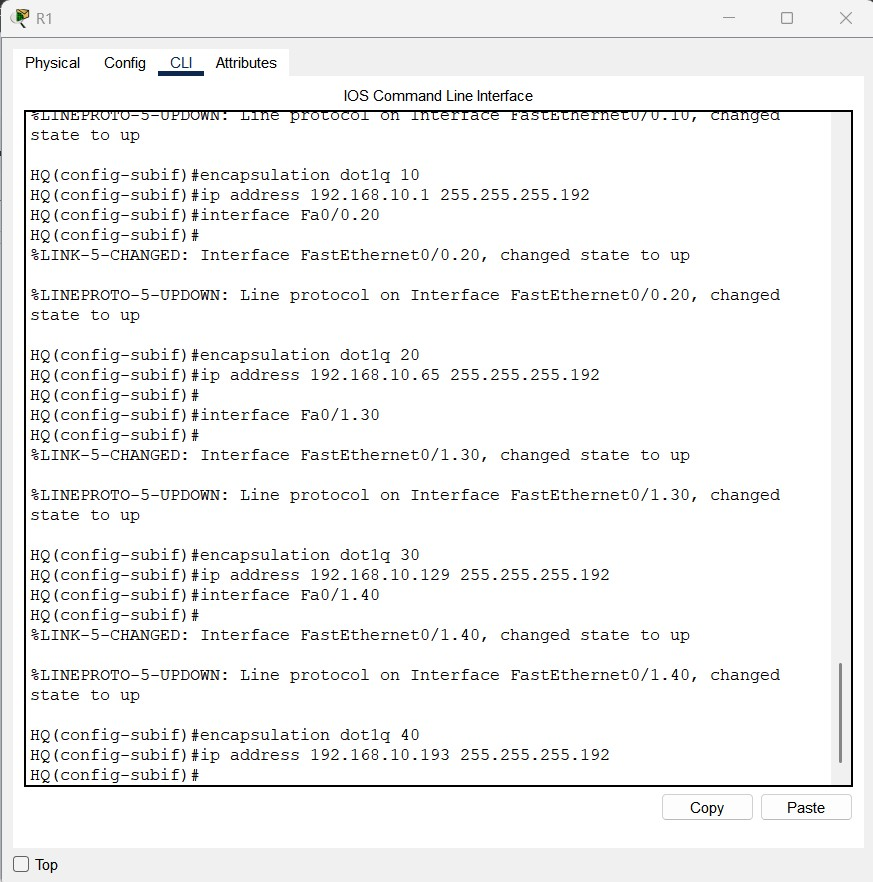 R1
Physical Config CLI Attributes
IOS Command Line Interface
%LINEPROTO-5-UPDOWN: Line protocol on Interface FastEthernet0/0.10, changed
state to up
HQ(config-subif)#encapsulation dot1q 10
HQ(config-subif)#ip address 192.168.10.1 255.255.255.192
HQ(config-subif)#interface Fa0/0.20
HQ(config-subif)#
%LINK-5-CHANGED: Interface FastEthernet0/0.20, changed state to up
%LINEPROTO-5-UPDOWN: Line protocol on Interface FastEthernet0/0.20, changed
state to up
HQ(config-subif)#encapsulation dot1q 20
HQ(config-subif)#ip address 192.168.10.65 255.255.255.192
HQ(config-subif)#
HQ(config-subif)#interface Fa0/1.30
HQ(config-subif)#
%LINK-5-CHANGED: Interface FastEthernet0/1.30, changed state to up
%LINEPROTO-5-UPDOWN: Line protocol on Interface FastEthernet0/1.30, changed
state to up
HQ(config-subif)#encapsulation dot1q 30
HQ(config-subif)#ip address 192.168.10.129 255.255.255.192
HQ(config-subif)#interface Fa0/1.40
HQ(config-subif)#
%LINK-5-CHANGED: Interface FastEthernet0/1.40, changed state to up
%LINEPROTO-5-UPDOWN: Line protocol on Interface FastEthernet0/1.40, changed
state to up
HQ(config-subif)#encapsulation dot1q 40
HQ(config-subif)#ip address 192.168.10.193 255.255.255.192
HQ(config-subif)#
Copy Paste
Top